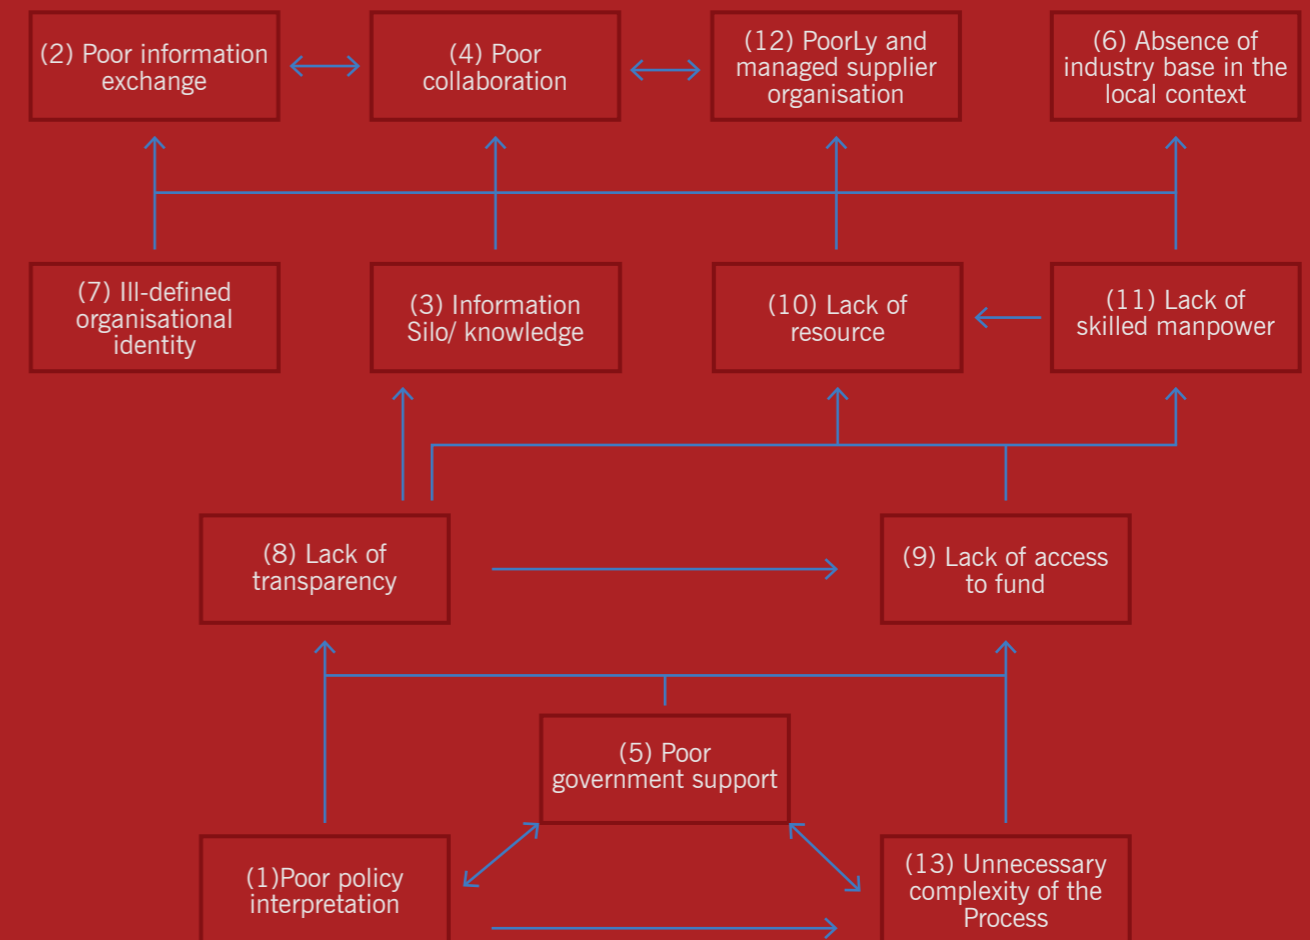 (2) Poor information
exchange
(4) Poor
collaboration
(12) PoorLy and
managed supplier
organisation
(6) Absence of
industry base in the
local context
(7) Ill-defined
organisational
identity
(3) Information
Silo/ knowledge
(10) Lack of
resource
(11) Lack of
skilled manpower
(8) Lack of
transparency
(9) Lack of access
to fund
(5) Poor
government support
(1)Poor policy
interpretation
(13) Unnecessary
complexity of the
Process